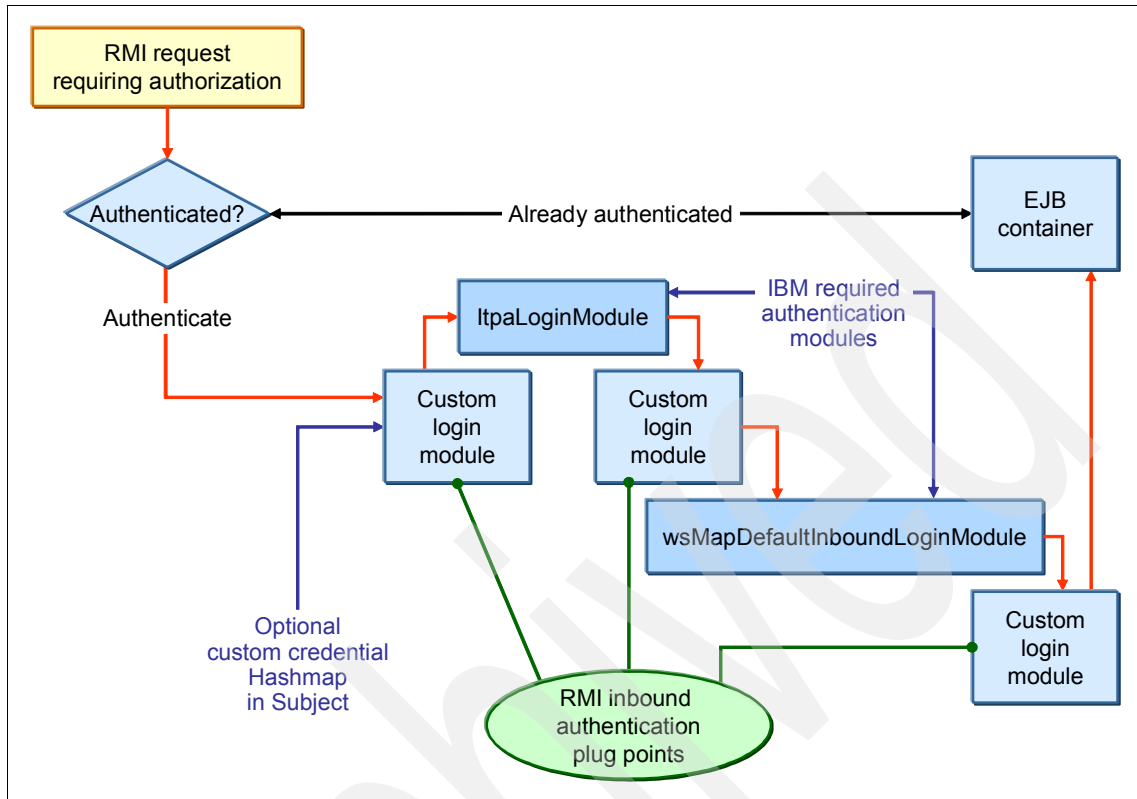 RMI request
requiring authorization
Authenticated?
Already authenticated
EJB
container
Authenticate
ltpaLoginModule
IBM required
authentication
modules
Custom
login
module
Custom
login
module
wsMapDefaultInboundLoginModule
Optional
custom credential
Hashmap
in Subject
Custom
login
module
RMI inbound
authentication
plug points
hived